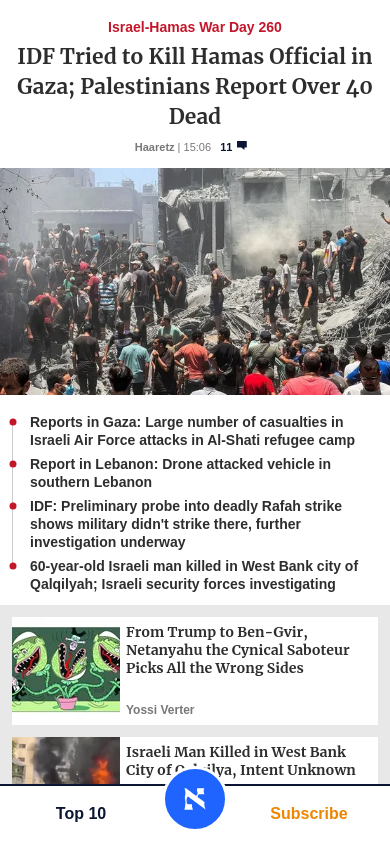 Israel-Hamas War Day 260
IDF Tried to Kill Hamas Official in
Gaza; Palestinians Report Over 40
Dead
Haaretz | 15:06 11
Reports in Gaza: Large number of casualties in
Israeli Air Force attacks in Al-Shati refugee camp
Report in Lebanon: Drone attacked vehicle in
southern Lebanon
IDF: Preliminary probe into deadly Rafah strike
shows military didn't strike there, further
investigation underway
60-year-old Israeli man killed in West Bank city of
Qalqilyah; Israeli security forces investigating
From Trump to Ben-Gvir,
Netanyahu the Cynical Saboteur
Picks All the Wrong Sides
Yossi Verter
Israeli Man Killed in West Bank
City of Qalqilya, Intent Unknown
Top 10
Subscribe